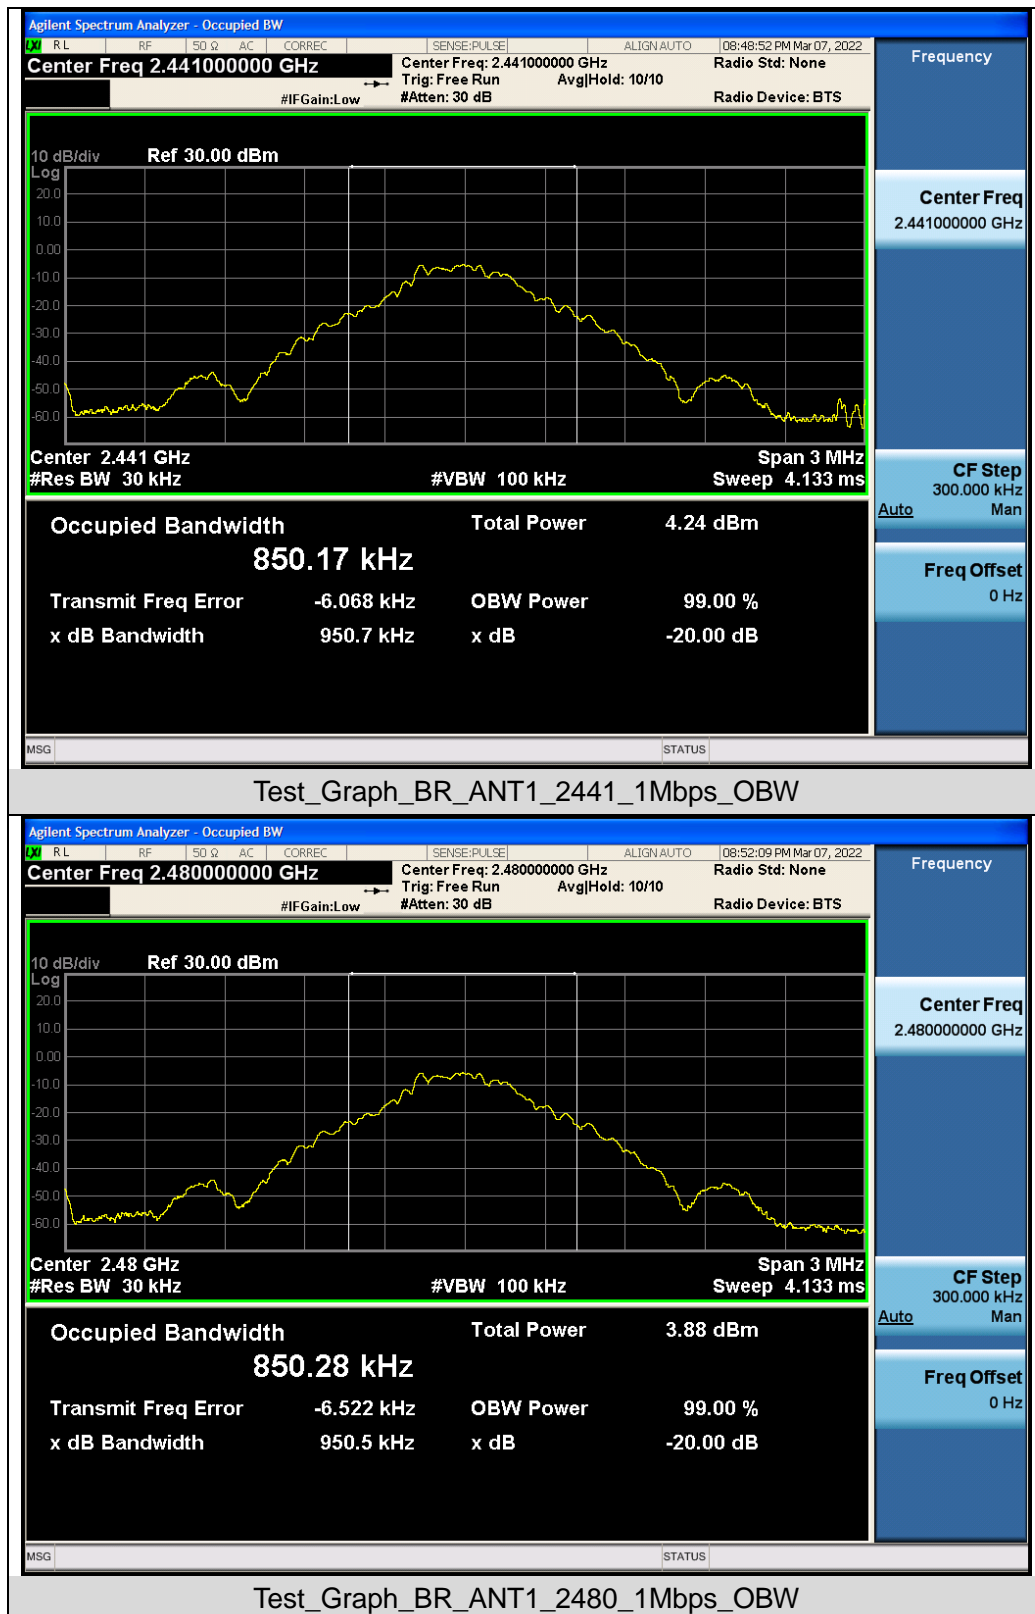 Agilent Spectrum Analyzer - Occupied BW
LXI RL RF 50 Ω AC CORREC SENSE:PULSE ALIGN AUTO 08:48:52 PM Mar 07, 2022
Center Freq 2.441000000 GHz Center Freq: 2.441000000 GHz Radio Std: None
Trig: Free Run Avg|Hold: 10/10
#IFGain:Low #Atten: 30 dB Radio Device: BTS
Frequency
10 dB/div Ref 30.00 dBm
Log
20.0
10.0
0.00
-10.0
-20.0
-30.0
-40.0
-50.0
-60.0
Center 2.441 GHz Span 3 MHz
#Res BW 30 kHz #VBW 100 kHz Sweep 4.133 ms
Center Freq
2.441000000 GHz
CF Step
300.000 kHz
Auto Man
Freq Offset
0 Hz
Occupied Bandwidth Total Power 4.24 dBm
850.17 kHz
Transmit Freq Error -6.068 kHz OBW Power 99.00 %
x dB Bandwidth 950.7 kHz x dB -20.00 dB
MSG STATUS
Test_Graph_BR_ANT1_2441_1Mbps_OBW
Agilent Spectrum Analyzer - Occupied BW
LXI RL RF 50 Ω AC CORREC SENSE:PULSE ALIGN AUTO 08:52:09 PM Mar 07, 2022
Center Freq 2.480000000 GHz Center Freq: 2.480000000 GHz Radio Std: None
Trig: Free Run Avg|Hold: 10/10
#IFGain:Low #Atten: 30 dB Radio Device: BTS
Frequency
10 dB/div Ref 30.00 dBm
Log
20.0
10.0
0.00
-10.0
-20.0
-30.0
-40.0
-50.0
-60.0
Center 2.48 GHz Span 3 MHz
#Res BW 30 kHz #VBW 100 kHz Sweep 4.133 ms
Center Freq
2.480000000 GHz
CF Step
300.000 kHz
Auto Man
Freq Offset
0 Hz
Occupied Bandwidth Total Power 3.88 dBm
850.28 kHz
Transmit Freq Error -6.522 kHz OBW Power 99.00 %
x dB Bandwidth 950.5 kHz x dB -20.00 dB
MSG STATUS
Test_Graph_BR_ANT1_2480_1Mbps_OBW